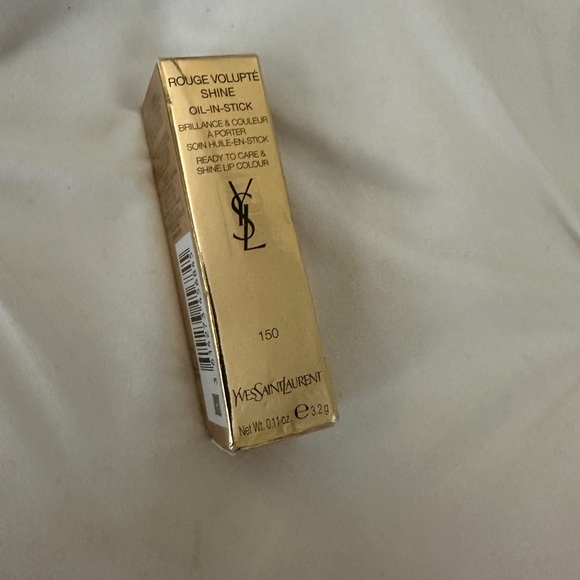 ROUGE VOLUPTÉ
SHINE
OIL-IN-STICK
BRILLANCE & COULEUR
A PORTER
SOIN HUILE-EN-STICK
READY TO CARE &
SHINE LIP COLOUR
YSL
150
YVESSAINTLAURENT
Net Wt. 0.11 oz. ℮ 3.2 g